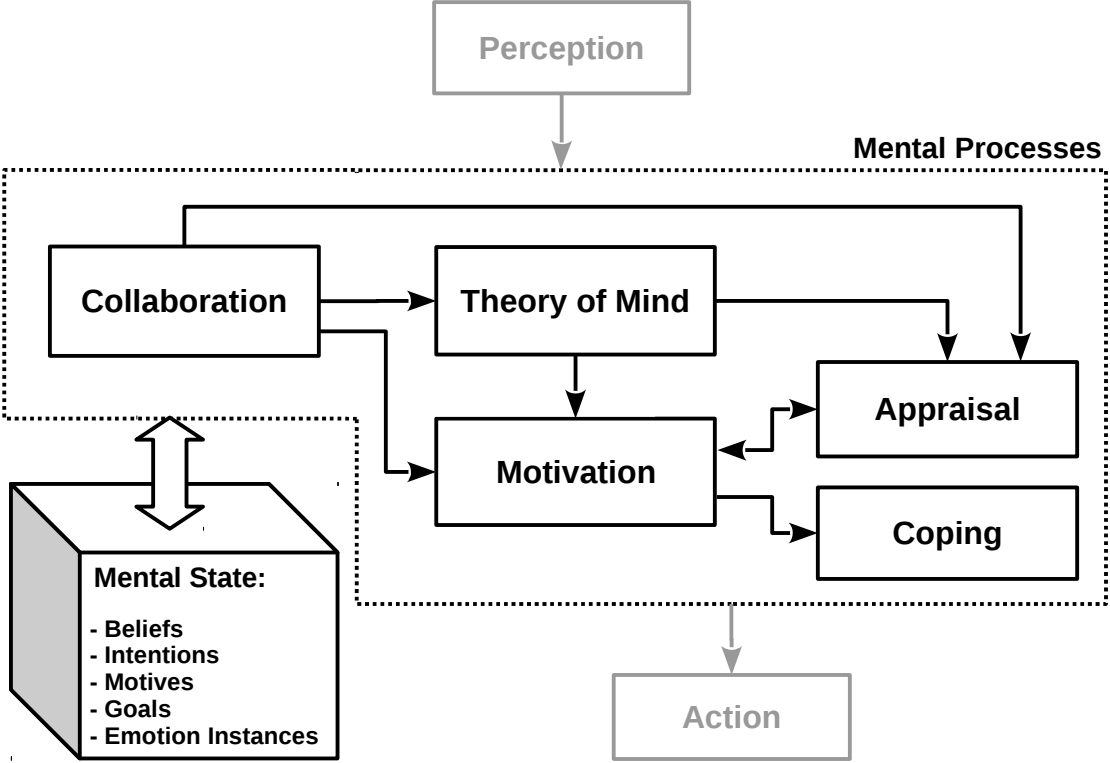 Perception
Mental Processes
Collaboration
Theory of Mind
Appraisal
Motivation
Coping
Mental State:
- Beliefs
- Intentions
- Motives
- Goals
- Emotion Instances
Action